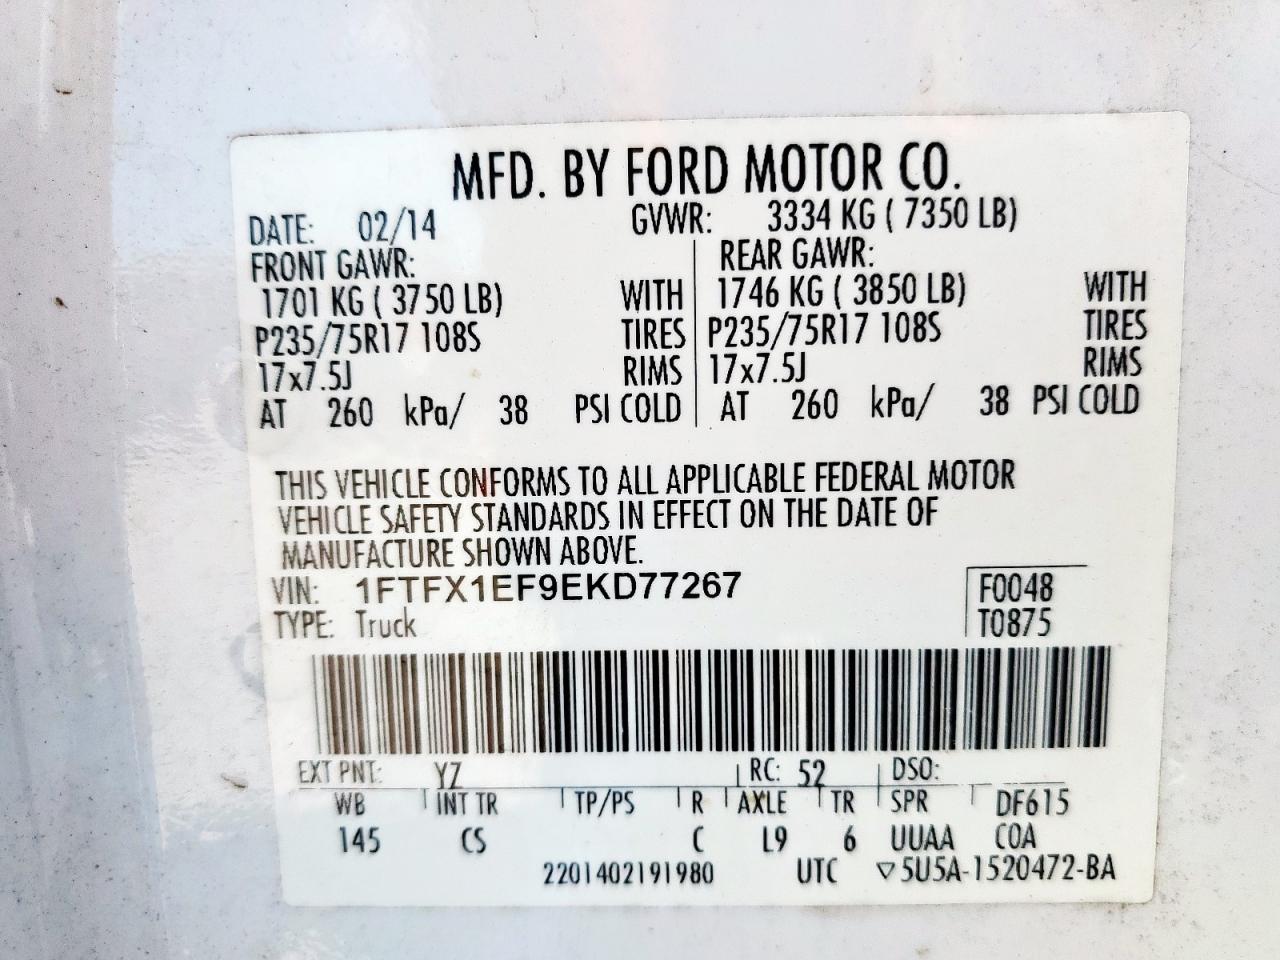 MFD. BY FORD MOTOR CO.
DATE: 02/14 GVWR: 3334 KG ( 7350 LB)
FRONT GAWR: REAR GAWR:
1701 KG ( 3750 LB) WITH 1746 KG ( 3850 LB) WITH
P235/75R17 108S TIRES P235/75R17 108S TIRES
17x7.5J RIMS 17x7.5J RIMS
AT 260 kPa/ 38 PSI COLD AT 260 kPa/ 38 PSI COLD
THIS VEHICLE CONFORMS TO ALL APPLICABLE FEDERAL MOTOR
VEHICLE SAFETY STANDARDS IN EFFECT ON THE DATE OF
MANUFACTURE SHOWN ABOVE.
VIN: 1FTFX1EF9EKD77267 F0048
TYPE: Truck T0875
EXT PNT: YZ RC: 52 DSO:
WB INT TR TP/PS R AXLE TR SPR DF615
145 CS C L9 6 UUAA COA
2201402191980 UTC ▽5U5A-1520472-BA